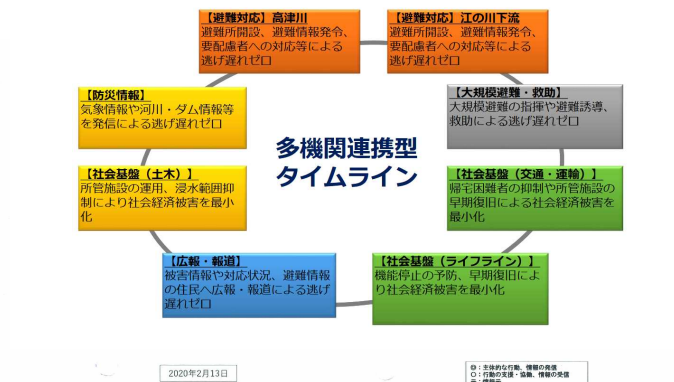 【避難対応】高津川
避難所開設、避難情報発令、
要配慮者への対応等による
逃げ遅れゼロ
【避難対応】江の川下流
避難所開設、避難情報発令、
要配慮者への対応等による
逃げ遅れゼロ
【防災情報】
気象情報や河川・ダム情報等
を発信による逃げ遅れゼロ
【大規模避難・救助】
大規模避難の指揮や避難誘導、
救助による逃げ遅れゼロ
多機関連携型
タイムライン
【社会基盤（土木）】
所管施設の運用、浸水範囲抑
制により社会経済被害を最小
化
【社会基盤（交通・運輸）】
帰宅困難者の抑制や所管施設の
早期復旧による社会経済被害を
最小化
【広報・報道】
被害情報や対応状況、避難情報
の住民へ広報・報道による逃げ
遅れゼロ
【社会基盤（ライフライン）】
機能停止の予防、早期復旧によ
り社会経済被害を最小化
2020年2月13日
◎：主体的な行動、情報の発信
○：行動の支援・協働、情報の受信